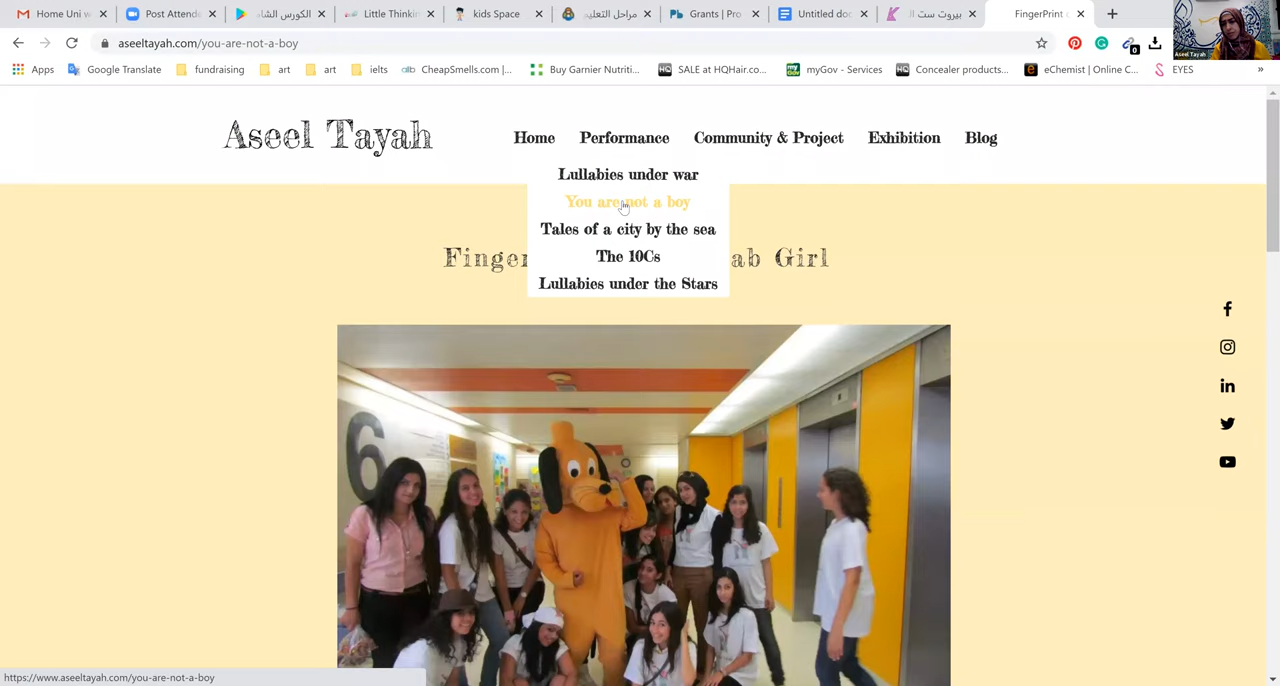 Home Uni w
Post Attende
الكورس الشا
Little Thinkin
kids Space
مراحل التعليم
Grants | Pro
Untitled doc
بيروت ست ال
FingerPrint o
Aseel Tayah
aseeltayah.com/you-are-not-a-boy
0
Apps
Google Translate
fundraising
art
art
ielts
CheapSmells.com |...
Buy Garnier Nutriti...
SALE at HQHair.co...
myGov - Services
Concealer products...
eChemist | Online C...
EYES
»
Aseel Tayah
Home
Performance
Community & Project
Exhibition
Blog
Lullabies under war
You are not a boy
Tales of a city by the sea
The 10Cs
Lullabies under the Stars
Finger
ab Girl
6
https://www.aseeltayah.com/you-are-not-a-boy